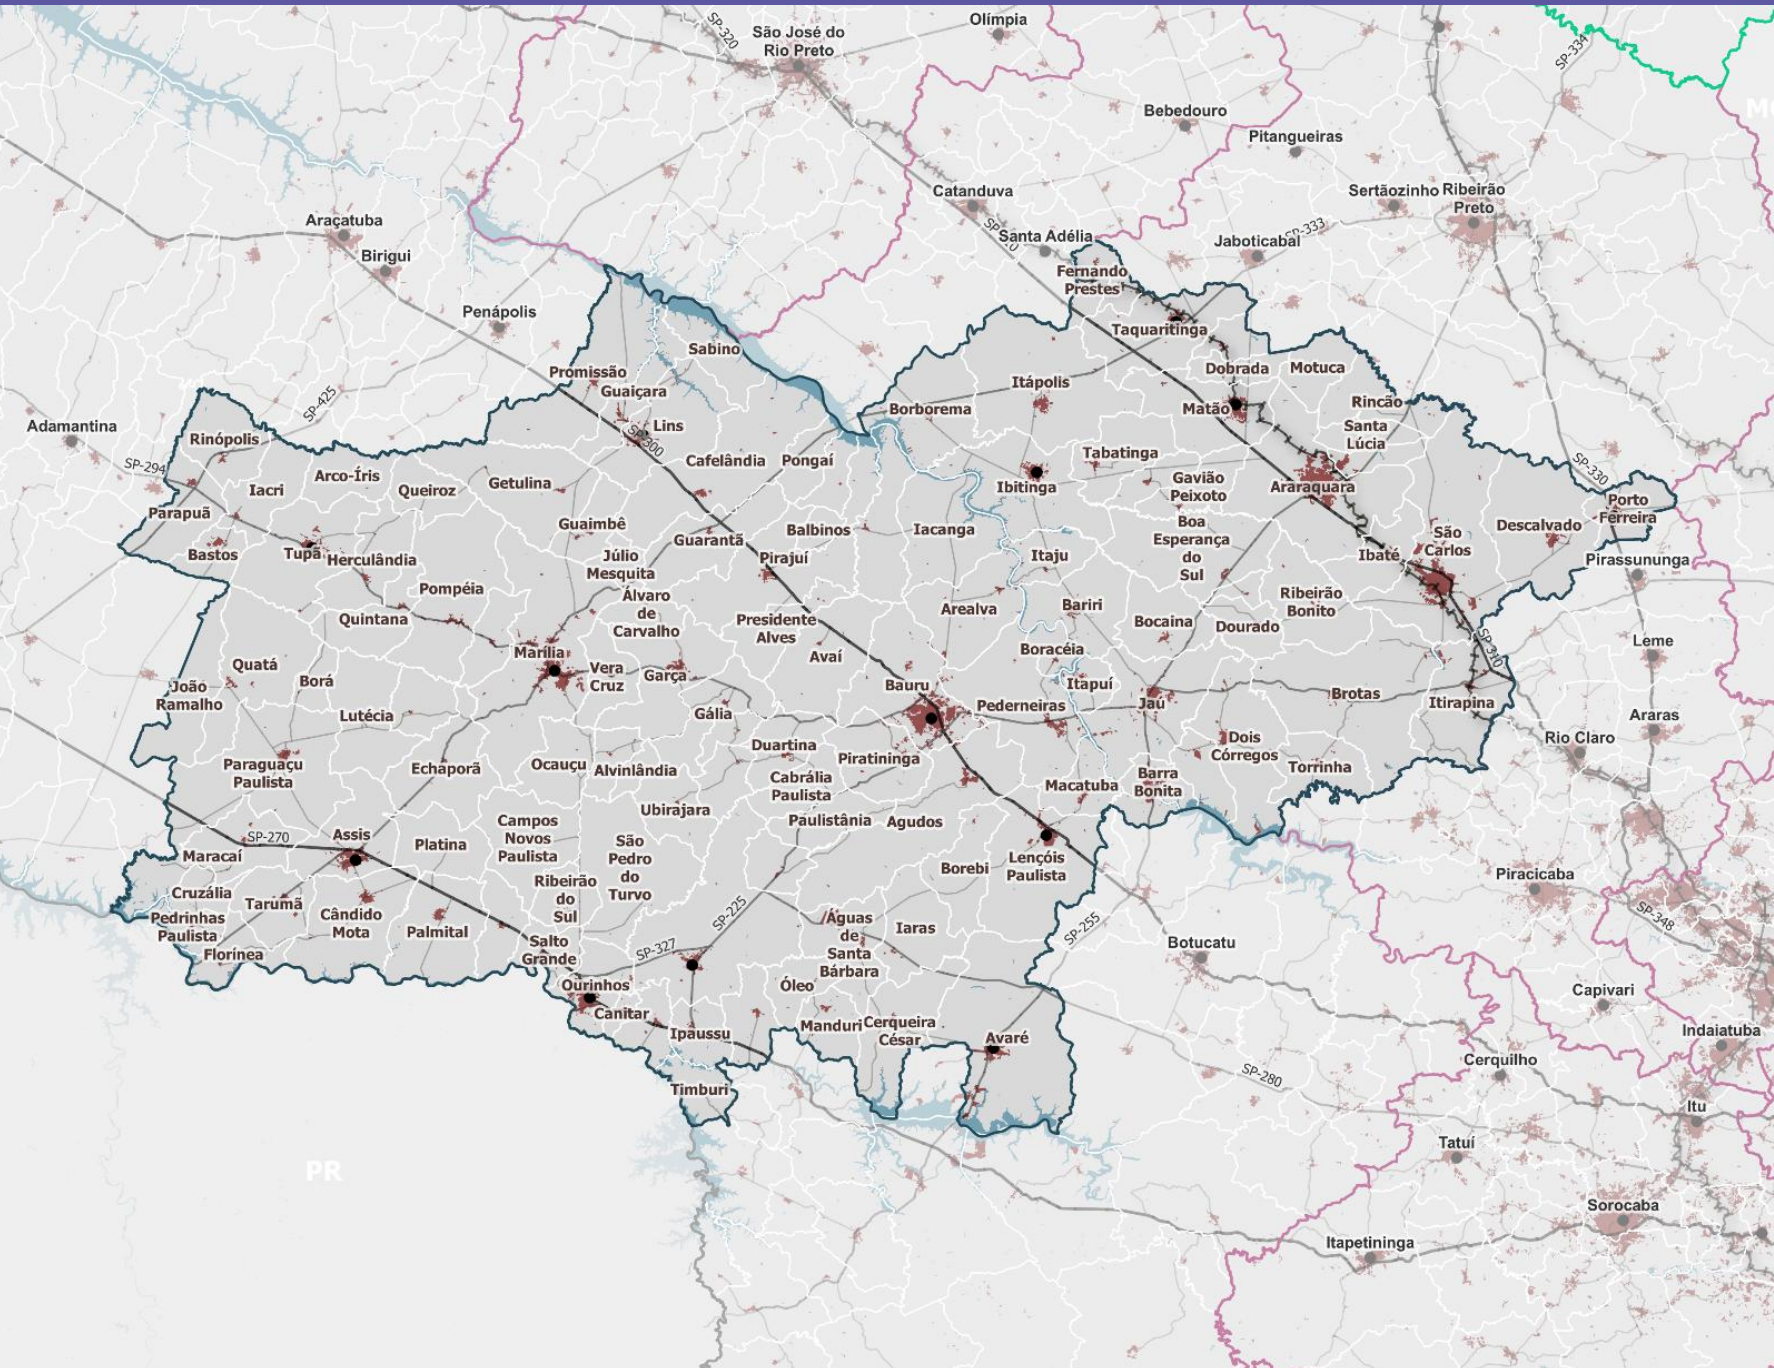 Olímpia
SP-320
São José do
Rio Preto
SP-334
Bebedouro
Pitangueiras
Catanduva
Sertãozinho
Ribeirão
Preto
Araçatuba
Santa Adélia
SP-333
Jaboticabal
Birigui
Fernando
Prestes
Penápolis
Taquaritinga
Sabino
Promissão
Guaiçara
Dobrada
Motuca
Itápolis
SP-425
Borborema
Matão
Rincão
Adamantina
Lins
Santa
Lúcia
Rinópolis
SP-300
Tabatinga
SP-294
Cafelândia
Pongaí
SP-330
Arco-Íris
Getulina
Ibitinga
Gavião
Peixoto
Araraquara
Iacri
Queiroz
Porto
Ferreira
Parapuã
Guaimbê
Balbinos
Iacanga
Boa
Esperança
do
Sul
São
Carlos
Descalvado
Guarantã
Bastos
Tupã
Herculândia
Júlio
Mesquita
Pirajuí
Itaju
Ibaté
Pirassununga
Pompéia
Álvaro
de
Carvalho
Arealva
Bariri
Ribeirão
Bonito
Quintana
Presidente
Alves
Bocaina
Dourado
Leme
SP-310
Marília
Avaí
Boracéia
Quatá
Borá
Vera
Cruz
Garça
Bauru
Itapuí
João
Ramalho
Brotas
Itirapina
Lutécia
Gália
Pederneiras
Jaú
Araras
Duartina
Dois
Córregos
Rio Claro
Paraguaçu
Paulista
Echaporã
Ocauçu
Alvinlândia
Piratininga
Torrinha
Cabrália
Paulista
Macatuba
Barra
Bonita
Ubirajara
Campos
Novos
Paulista
Paulistânia
Agudos
SP-270
Assis
Platina
São
Pedro
do
Turvo
Maracaí
Borebi
Lençóis
Paulista
Piracicaba
Cruzália
Tarumã
Ribeirão
do
Sul
SP-225
SP-255
SP-348
Pedrinhas
Paulista
Cândido
Mota
Palmital
Águas
de
Santa
Bárbara
Iaras
Botucatu
Florínea
Salto
Grande
SP-327
Ourinhos
Óleo
Capivari
Canitar
Ipaussu
Manduri
Cerqueira
César
Avaré
Indaiatuba
Cerquilho
SP-280
Timburi
Itu
Tatuí
PR
Sorocaba
Itapetininga